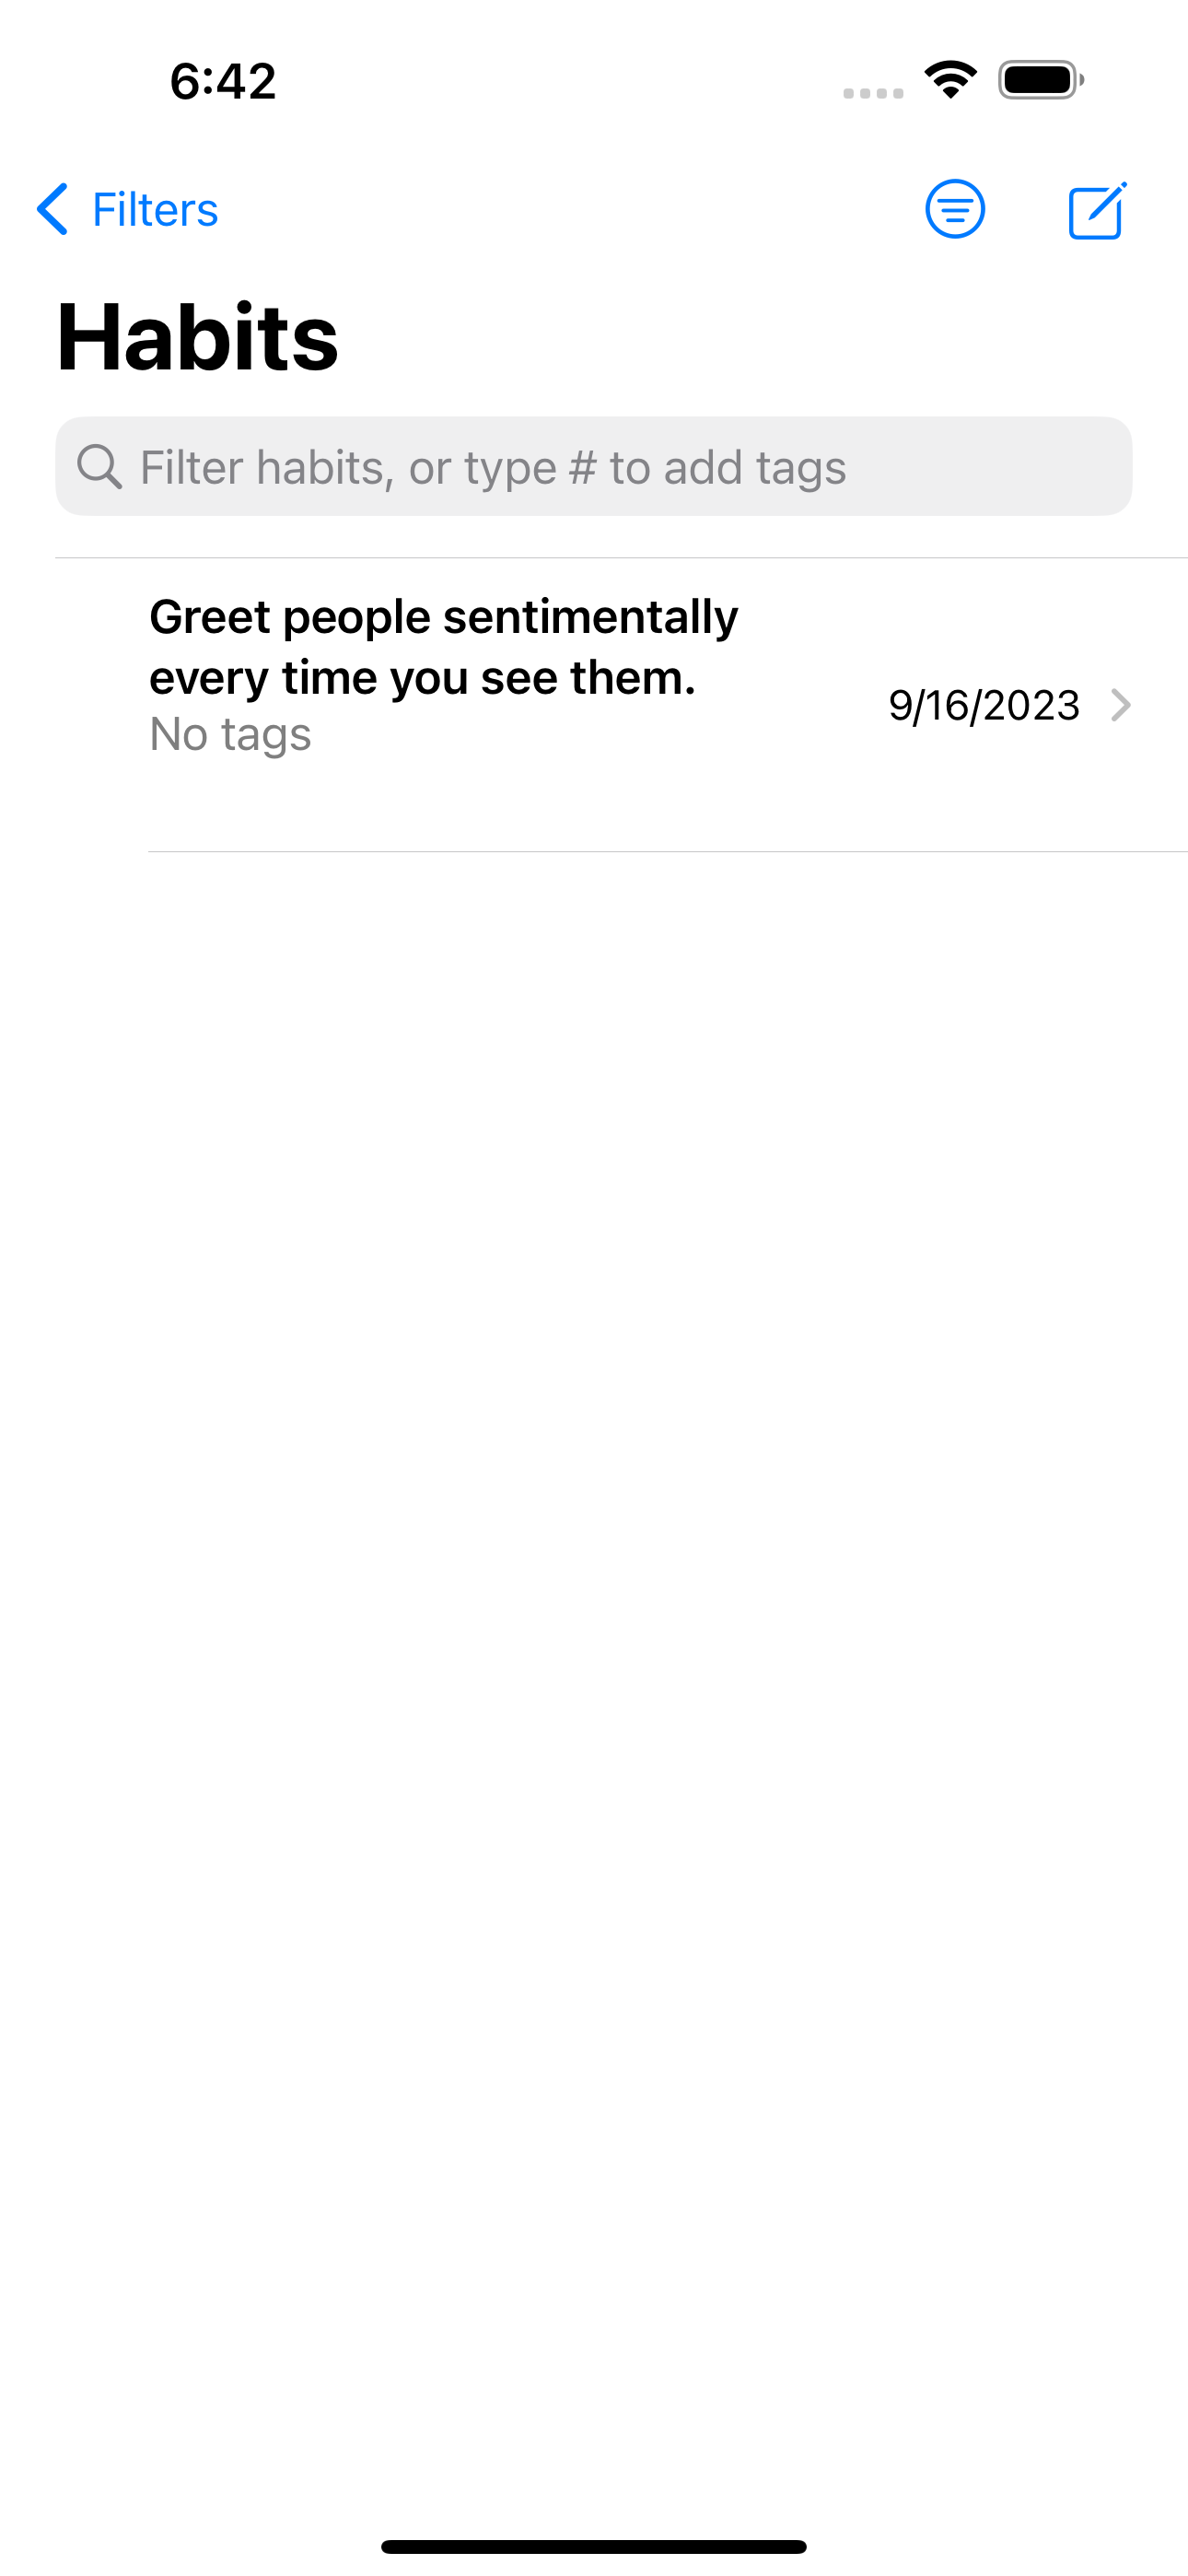 6:42
Filters
Habits
Filter habits, or type # to add tags
Greet people sentimentally
every time you see them.
No tags
9/16/2023